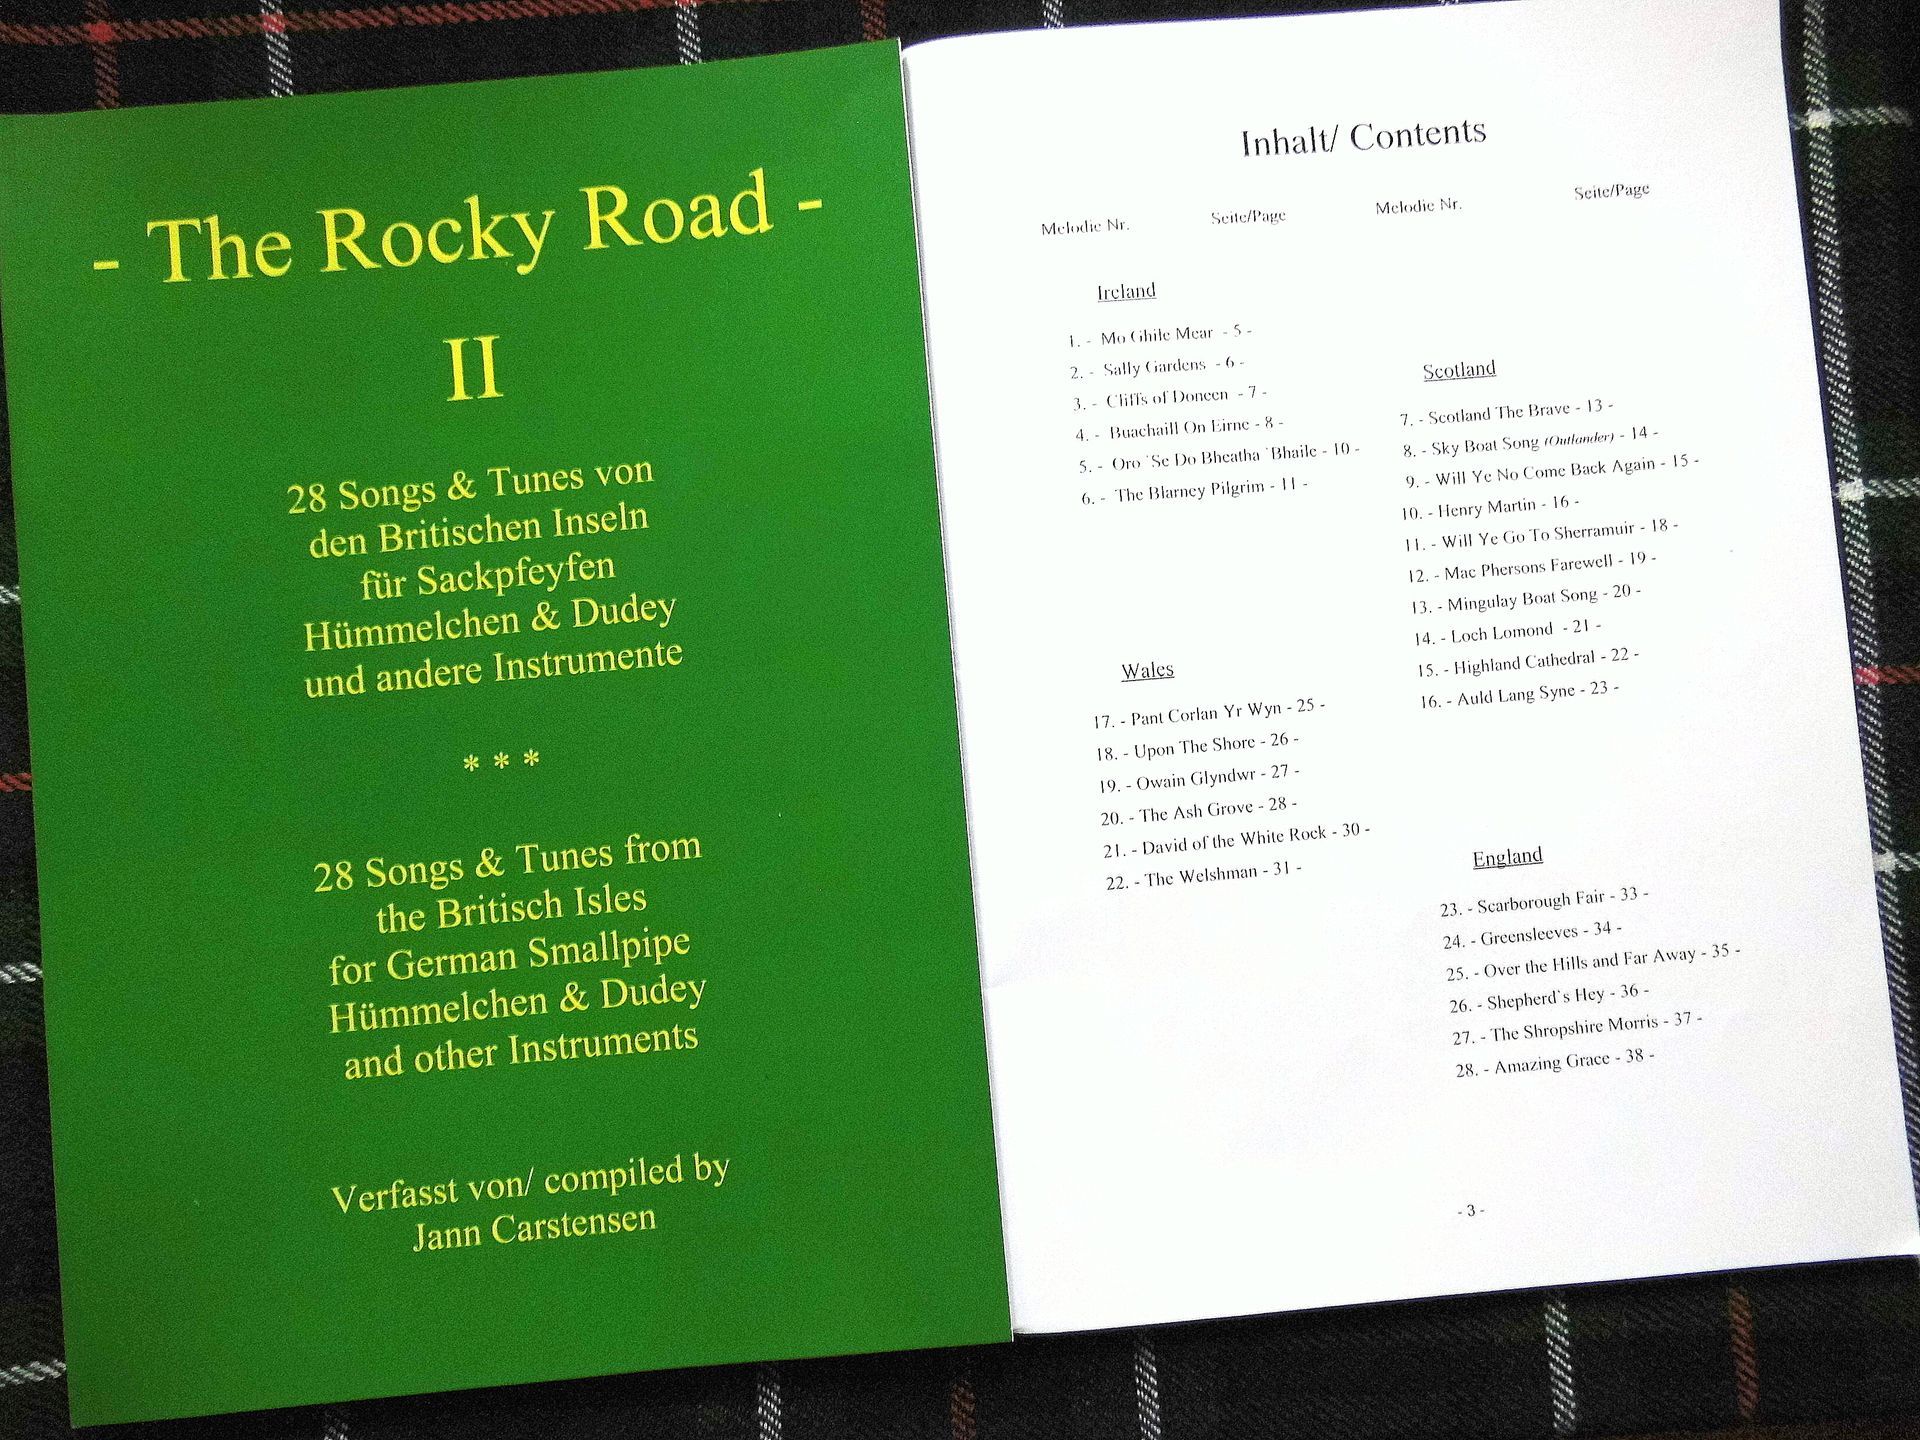 - The Rocky Road -
II
28 Songs & Tunes von
den Britischen Inseln
für Sackpfeyfen
Hümmelchen & Dudey
und andere Instrumente
* * *
28 Songs & Tunes from
the Britisch Isles
for German Smallpipe
Hümmelchen & Dudey
and other Instruments
Verfasst von/ compiled by
Jann Carstensen
Inhalt/ Contents
Melodie Nr. Seite/Page Melodie Nr. Seite/Page
Ireland
1. - Mo Ghile Mear - 5 -
2. - Sally Gardens - 6 -
3. - Cliffs of Doneen - 7 -
4. - Buachaill On Eirne - 8 -
5. - Oro ´Se Do Bheatha ´Bhaile - 10 -
6. - The Blarney Pilgrim - 11 -
Scotland
7. - Scotland The Brave - 13 -
8. - Sky Boat Song (Outlander) - 14 -
9. - Will Ye No Come Back Again - 15 -
10. - Henry Martin - 16 -
11. - Will Ye Go To Sherramuir - 18 -
12. - Mac Phersons Farewell - 19 -
13. - Mingulay Boat Song - 20 -
14. - Loch Lomond - 21 -
15. - Highland Cathedral - 22 -
16. - Auld Lang Syne - 23 -
Wales
17. - Pant Corlan Yr Wyn - 25 -
18. - Upon The Shore - 26 -
19. - Owain Glyndwr - 27 -
20. - The Ash Grove - 28 -
21. - David of the White Rock - 30 -
22. - The Welshman - 31 -
England
23. - Scarborough Fair - 33 -
24. - Greensleeves - 34 -
25. - Over the Hills and Far Away - 35 -
26. - Shepherd`s Hey - 36 -
27. - The Shropshire Morris - 37 -
28. - Amazing Grace - 38 -
- 3 -